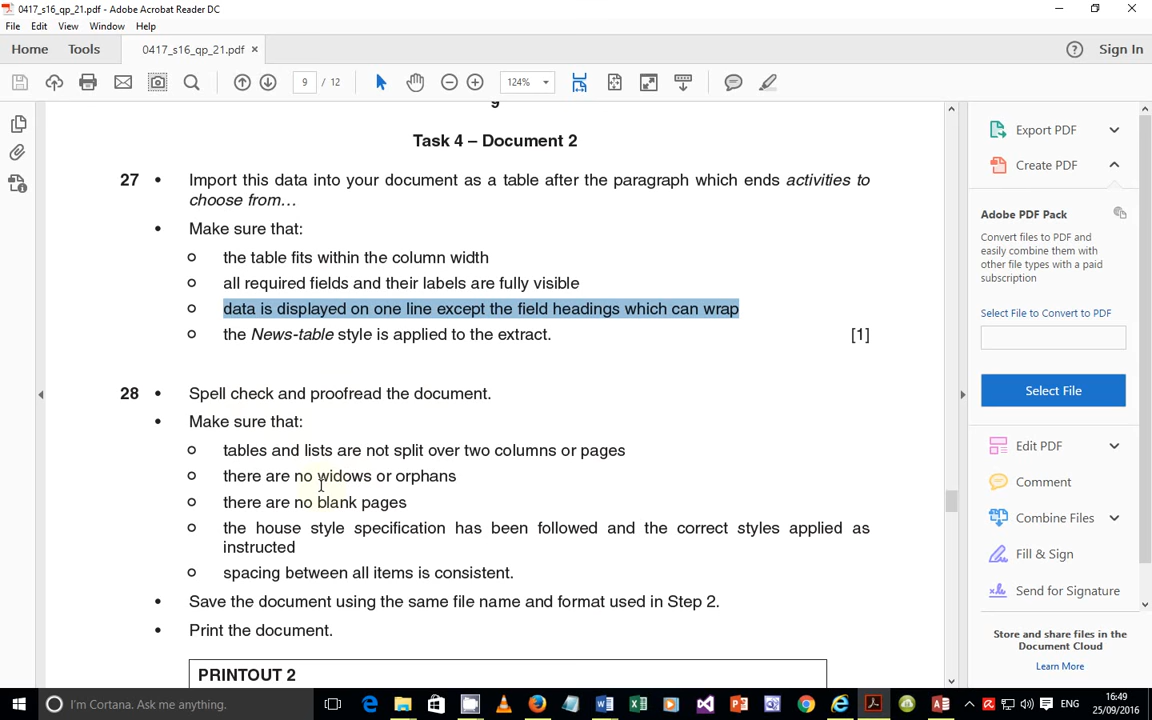 0417_s16_qp_21.pdf - Adobe Acrobat Reader DC
File Edit View Window Help
Home Tools 0417_s16_qp_21.pdf × Sign In
9 / 12 124%
9
Task 4 – Document 2
27 • Import this data into your document as a table after the paragraph which ends activities to
choose from…
• Make sure that:
o the table fits within the column width
o all required fields and their labels are fully visible
o data is displayed on one line except the field headings which can wrap
o the News-table style is applied to the extract. [1]
28 • Spell check and proofread the document.
• Make sure that:
o tables and lists are not split over two columns or pages
o there are no widows or orphans
o there are no blank pages
o the house style specification has been followed and the correct styles applied as
instructed
o spacing between all items is consistent.
• Save the document using the same file name and format used in Step 2.
• Print the document.
PRINTOUT 2
Export PDF
Create PDF
Adobe PDF Pack
Convert files to PDF and
easily combine them with
other file types with a paid
subscription
Select File to Convert to PDF
Select File
Edit PDF
Comment
Combine Files
Fill & Sign
Send for Signature
Store and share files in the
Document Cloud
Learn More
I'm Cortana. Ask me anything.
ENG
16:49
25/09/2016